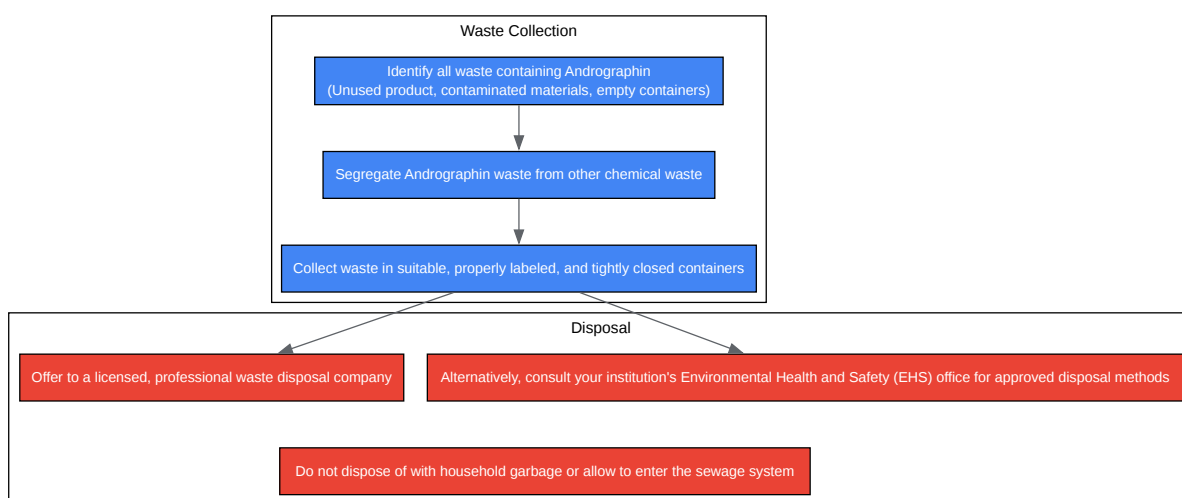 Waste Collection
Identify all waste containing Andrographin
(Unused product, contaminated materials, empty containers)
Segregate Andrographin waste from other chemical waste
Collect waste in suitable, properly labeled, and tightly closed containers
Disposal
Offer to a licensed, professional waste disposal company
Alternatively, consult your institution's Environmental Health and Safety (EHS) office for approved disposal methods
Do not dispose of with household garbage or allow to enter the sewage system